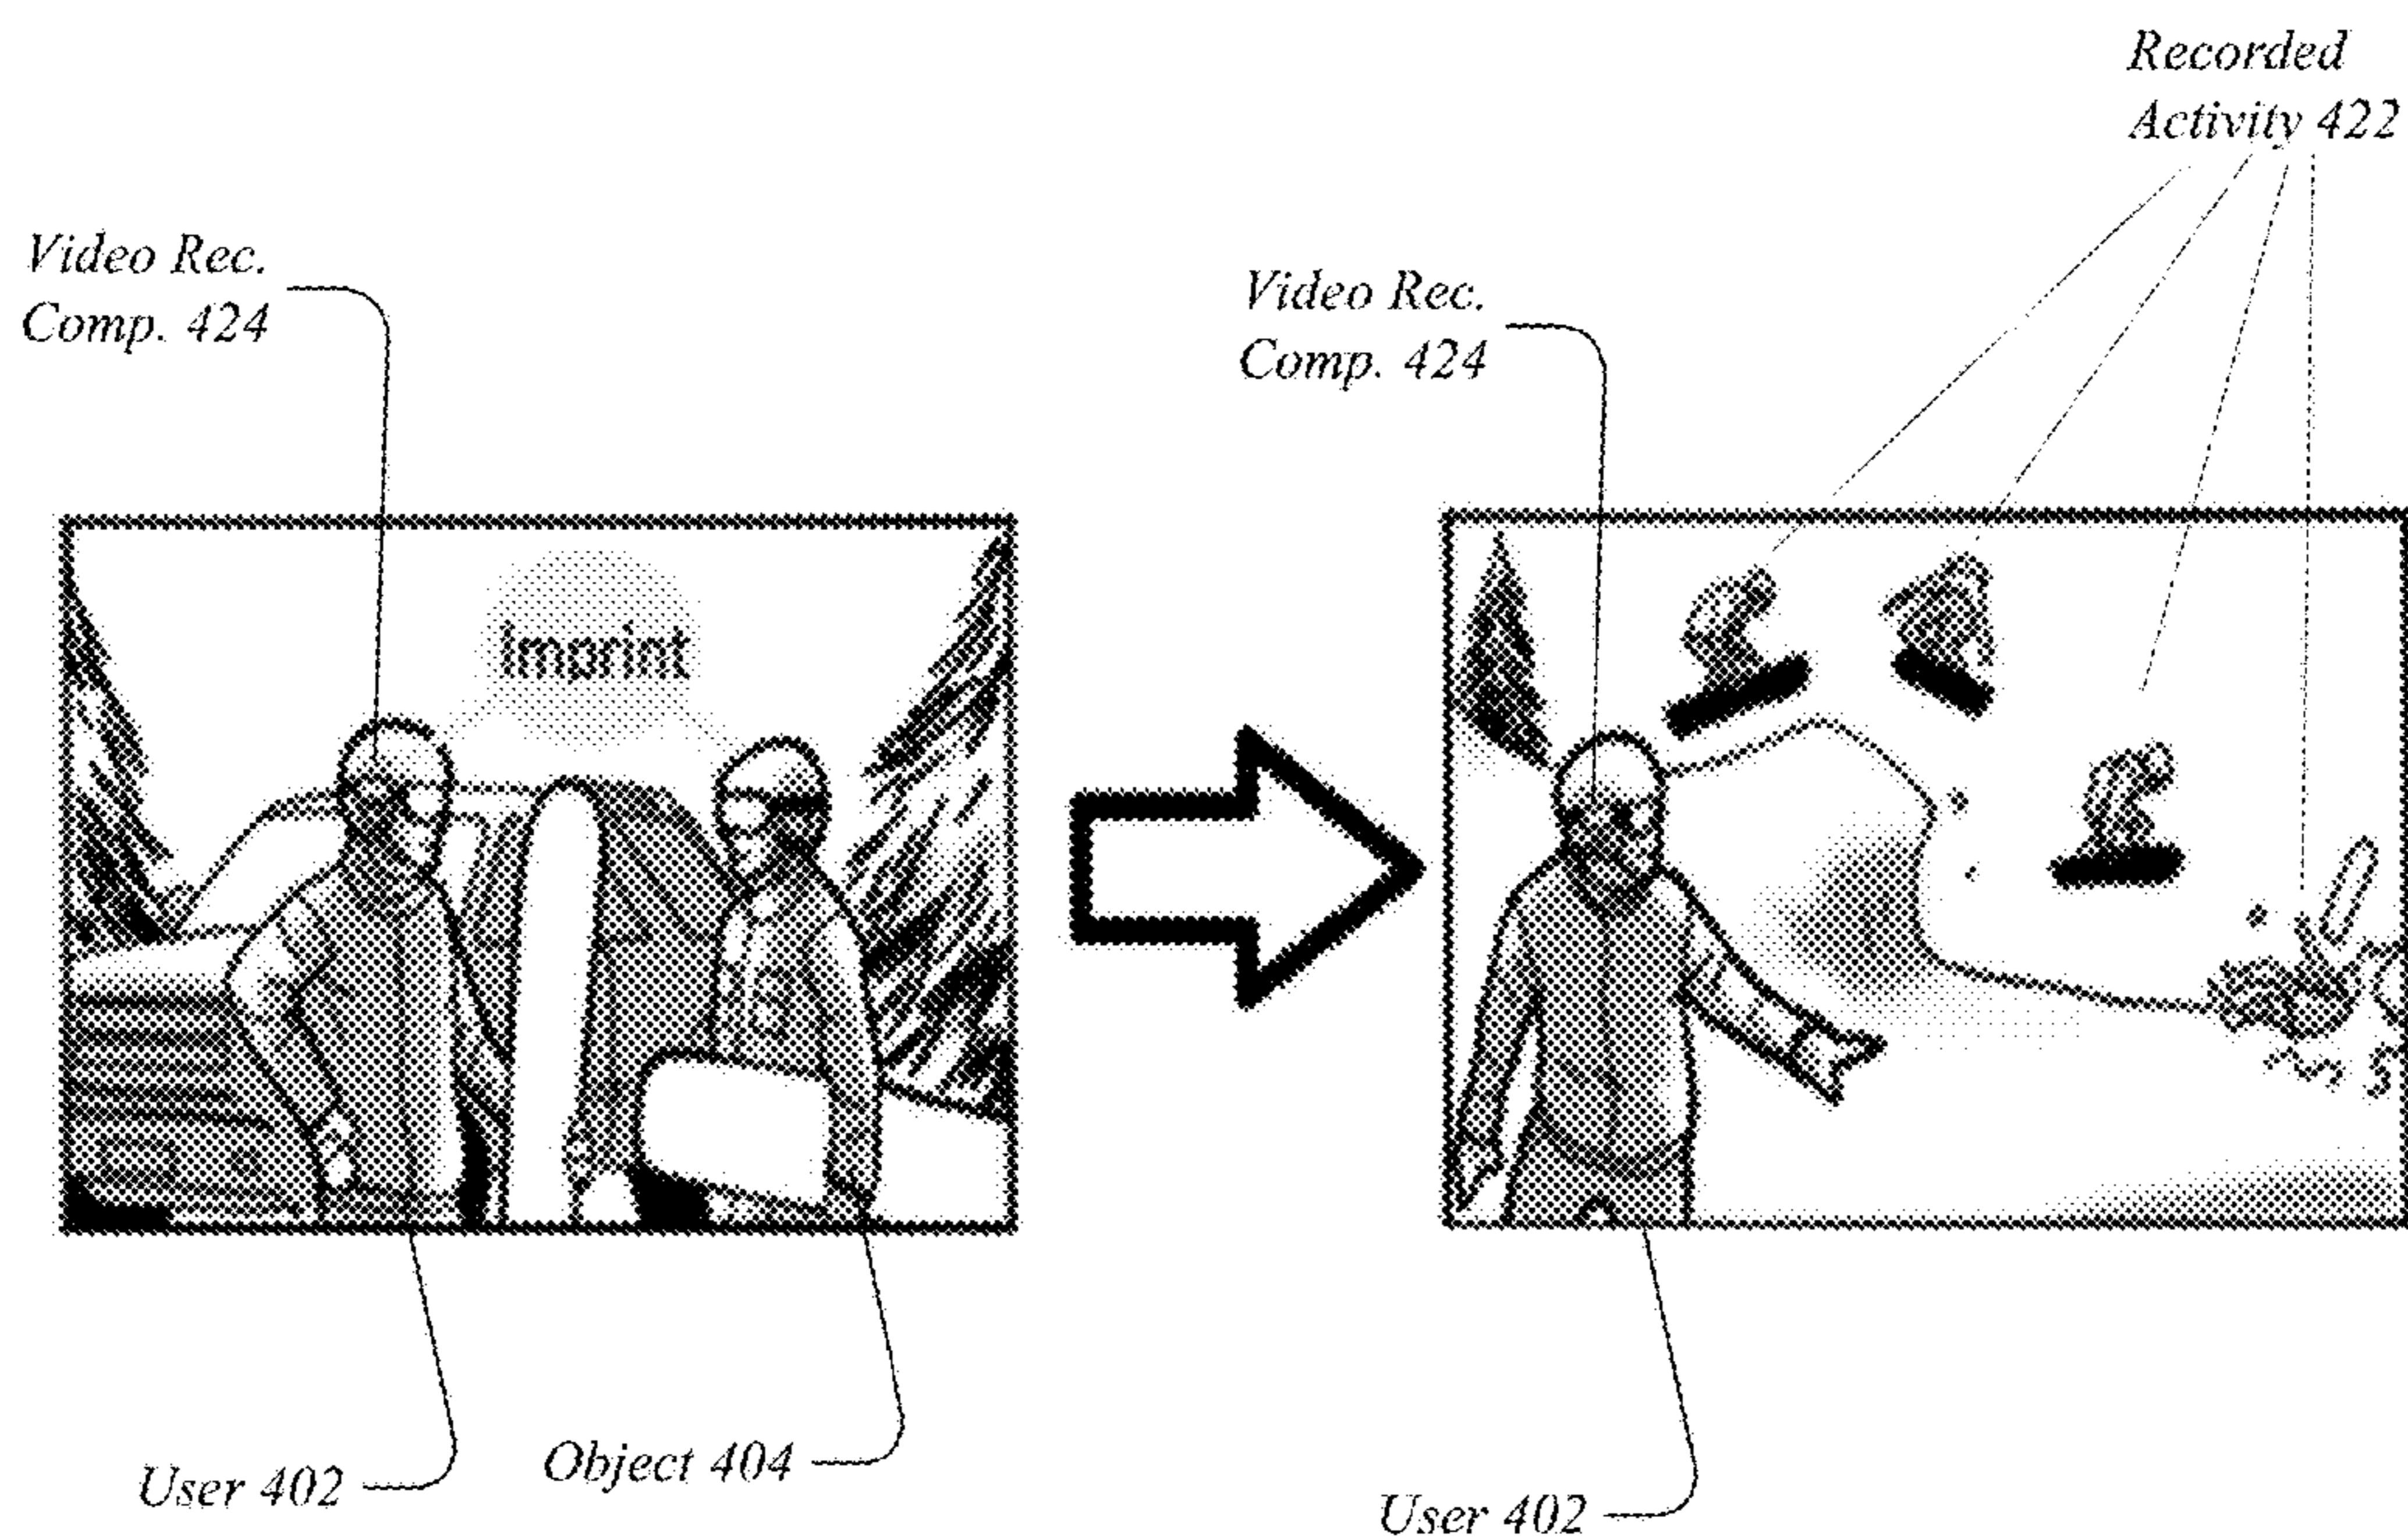 Recorded
Activity 422
Video Rec.
Comp. 424
Video Rec.
Comp. 424
Imprint
User 402
Object 404
User 402